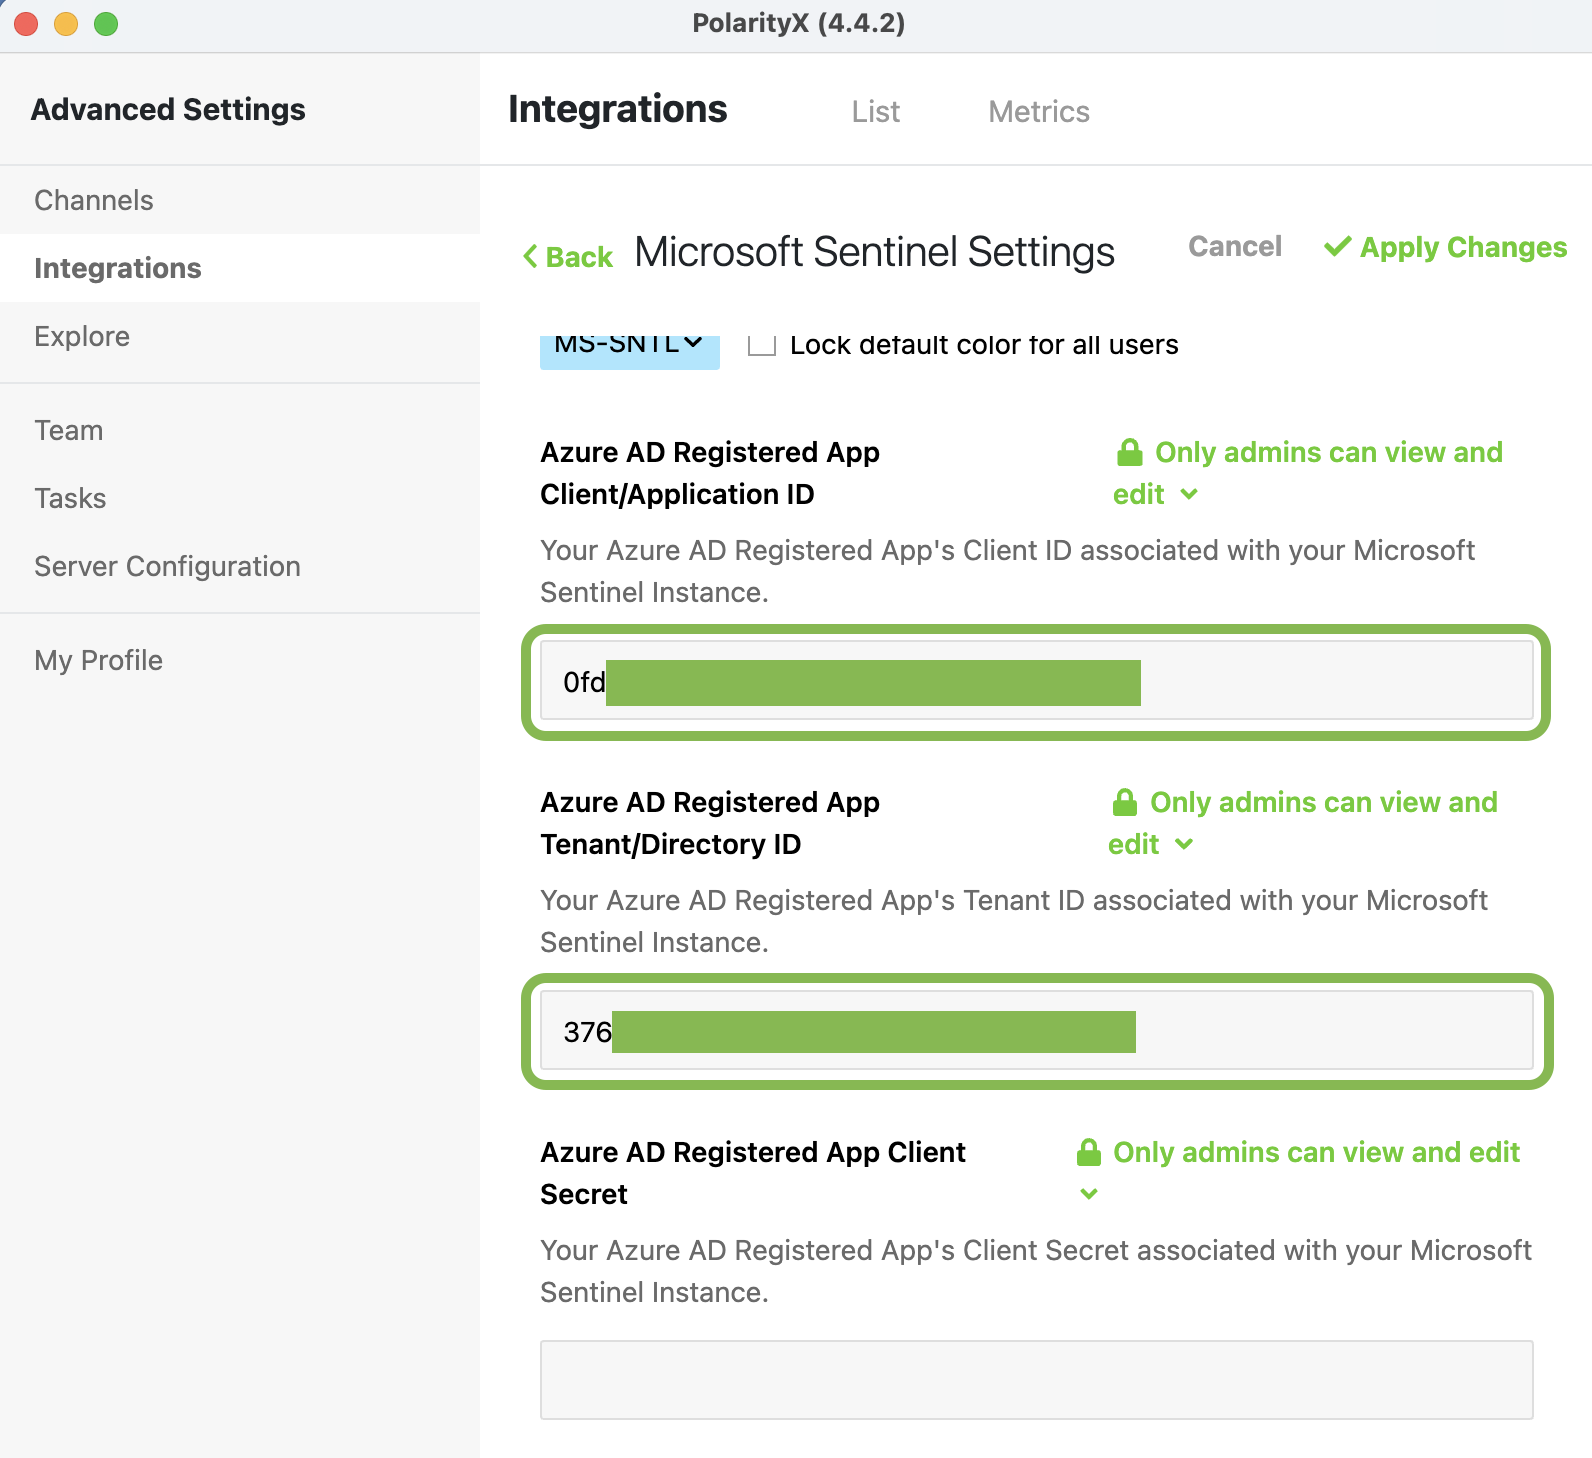 PolarityX (4.4.2)
Advanced Settings
Integrations
List
Metrics
Channels
Integrations
Explore
Team
Tasks
Server Configuration
My Profile
Back
Microsoft Sentinel Settings
Cancel
Apply Changes
MS-SNTL
Lock default color for all users
Azure AD Registered App
Client/Application ID
Only admins can view and
edit
Your Azure AD Registered App's Client ID associated with your Microsoft
Sentinel Instance.
0fd
Azure AD Registered App
Tenant/Directory ID
Only admins can view and
edit
Your Azure AD Registered App's Tenant ID associated with your Microsoft
Sentinel Instance.
376
Azure AD Registered App Client
Secret
Only admins can view and edit
Your Azure AD Registered App's Client Secret associated with your Microsoft
Sentinel Instance.